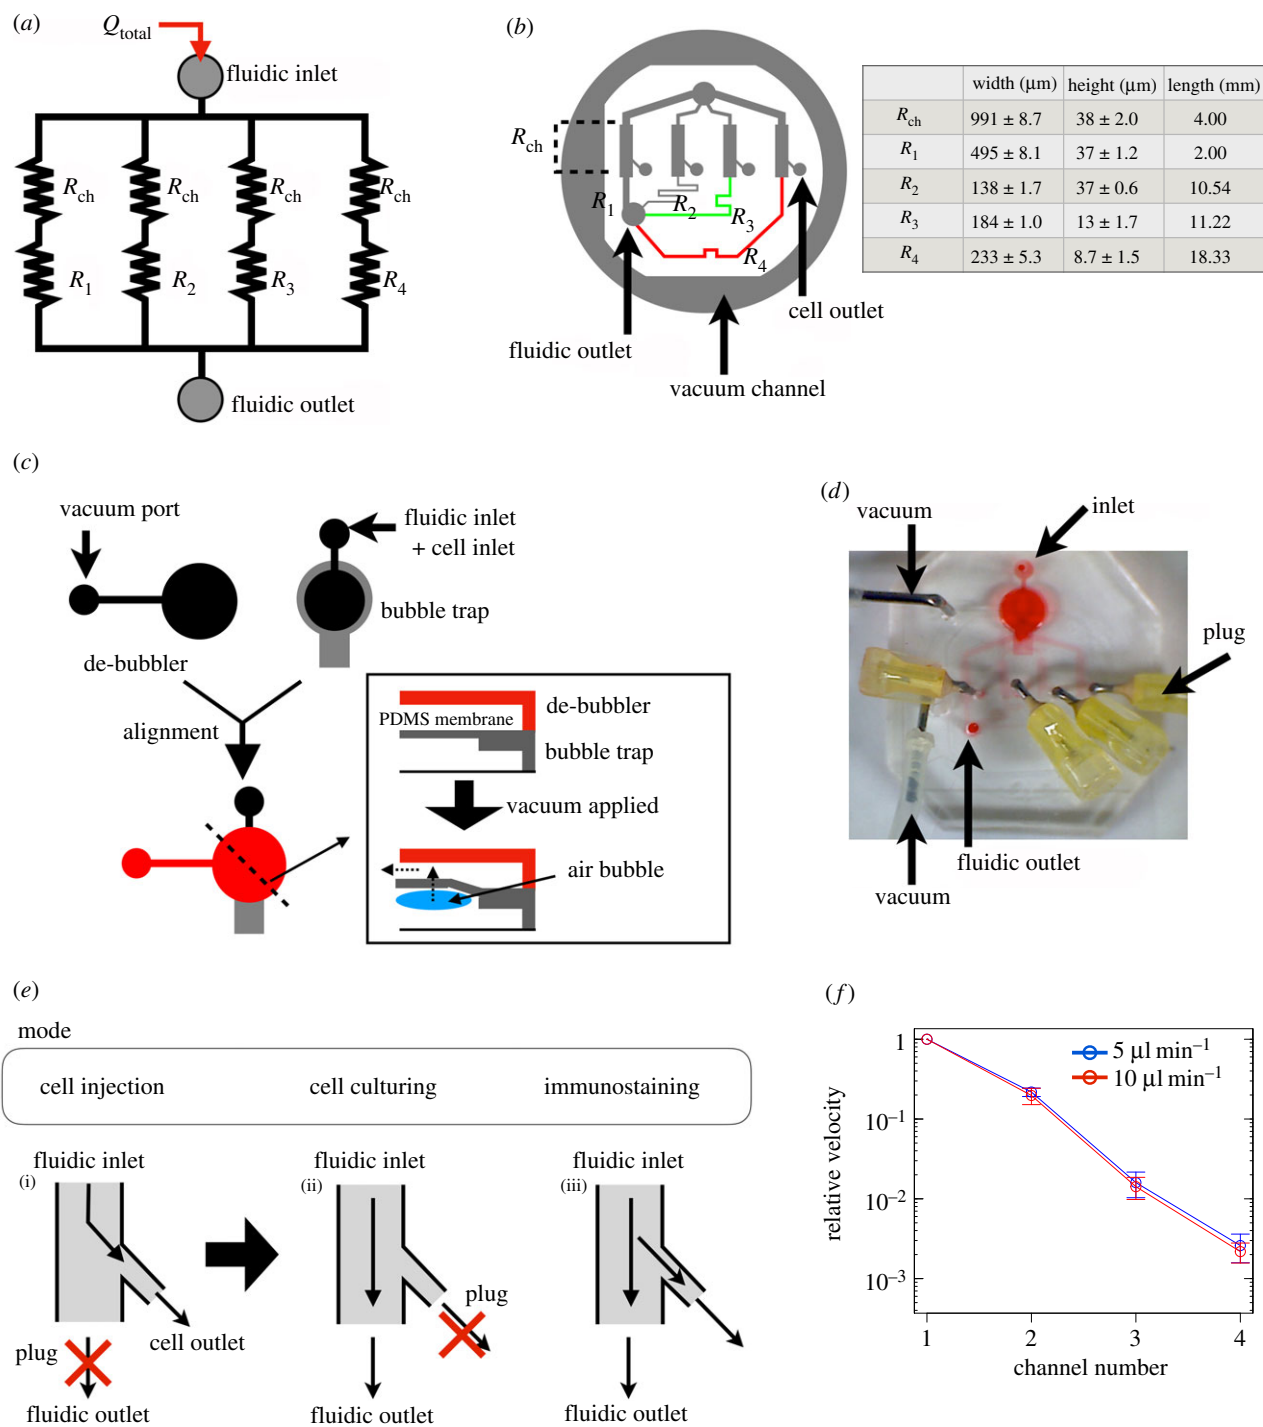 (a)
Q_total
fluidic inlet
R_ch R_ch R_ch R_ch
R_1 R_2 R_3 R_4
fluidic outlet
(b)
R_ch
R_1 R_2 R_3
R_4
cell outlet
fluidic outlet
vacuum channel
width (µm) height (µm) length (mm)
R_ch 991 ± 8.7 38 ± 2.0 4.00
R_1 495 ± 8.1 37 ± 1.2 2.00
R_2 138 ± 1.7 37 ± 0.6 10.54
R_3 184 ± 1.0 13 ± 1.7 11.22
R_4 233 ± 5.3 8.7 ± 1.5 18.33
(c)
vacuum port
fluidic inlet
+ cell inlet
bubble trap
de-bubbler
alignment
de-bubbler
PDMS membrane
bubble trap
vacuum applied
air bubble
(d)
vacuum
inlet
plug
fluidic outlet
vacuum
(e)
mode
cell injection cell culturing immunostaining
fluidic inlet fluidic inlet fluidic inlet
(i) (ii) (iii)
plug
cell outlet
plug
fluidic outlet fluidic outlet fluidic outlet
(f)
5 µl min⁻¹
10 µl min⁻¹
relative velocity
1
10⁻¹
10⁻²
10⁻³
1 2 3 4
channel number